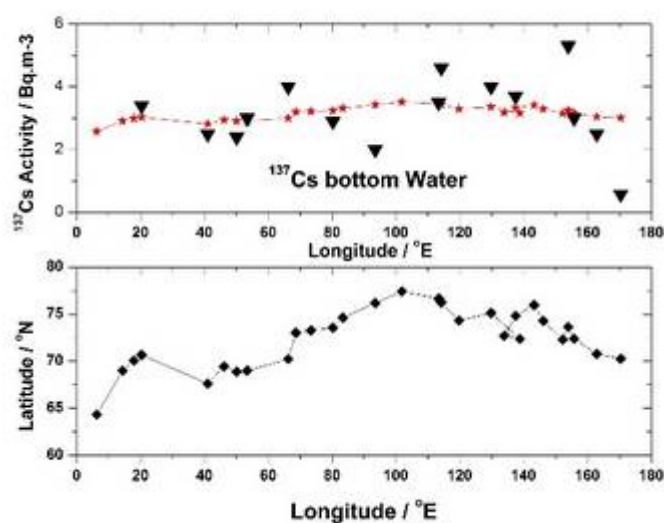 ¹³⁷Cs Activity / Bq.m-3
6
4
2
0
¹³⁷Cs bottom Water
0 20 40 60 80 100 120 140 160 180
Longitude / °E
Latitude / °N
80
75
70
65
60
0 20 40 60 80 100 120 140 160 180
Longitude / °E